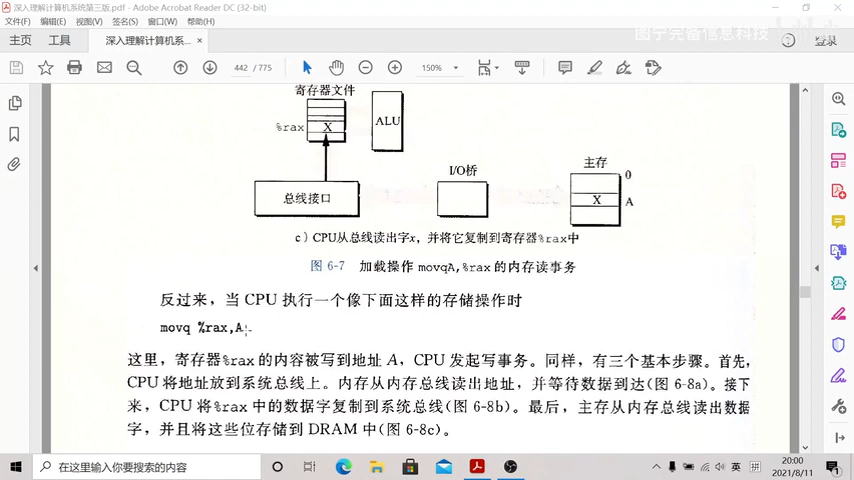 深入理解计算机系统第三版.pdf - Adobe Acrobat Reader DC (32-bit)
文件(F) 编辑(E) 视图(V) 签名(S) 窗口(W) 帮助(H)
图宁完备信息科技
主页 工具 深入理解计算机系... × 登录
442 / 775 150%
寄存器文件
%rax X ALU
I/O桥 主存
总线接口 0
X A
c）CPU从总线读出字x，并将它复制到寄存器%rax中
图 6-7 加载操作 movqA,%rax 的内存读事务
反过来，当 CPU 执行一个像下面这样的存储操作时
movq %rax,A
这里，寄存器%rax 的内容被写到地址 A，CPU 发起写事务。同样，有三个基本步骤。首先，
CPU 将地址放到系统总线上。内存从内存总线读出地址，并等待数据到达(图 6-8a)。接下
来，CPU 将%rax 中的数据字复制到系统总线(图 6-8b)。最后，主存从内存总线读出数据
字，并且将这些位存储到 DRAM 中(图 6-8c)。
在这里输入你要搜索的内容
英 拼 20:00
2021/8/11
1